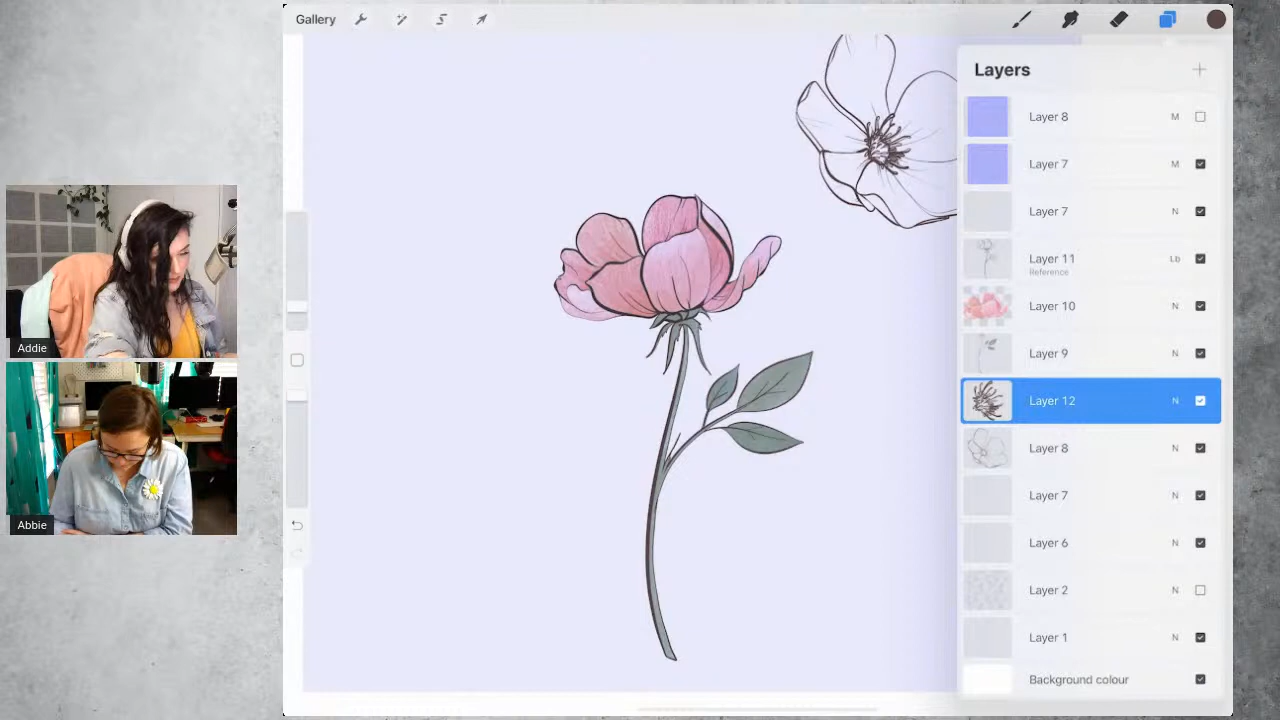 Gallery
Layers
Layer 8 M
Layer 7 M
Layer 7 N
Layer 11 Lb
Reference
Layer 10 N
Layer 9 N
Layer 12 N
Layer 8 N
Layer 7 N
Layer 6 N
Layer 2 N
Layer 1 N
Background colour
Addie
Abbie